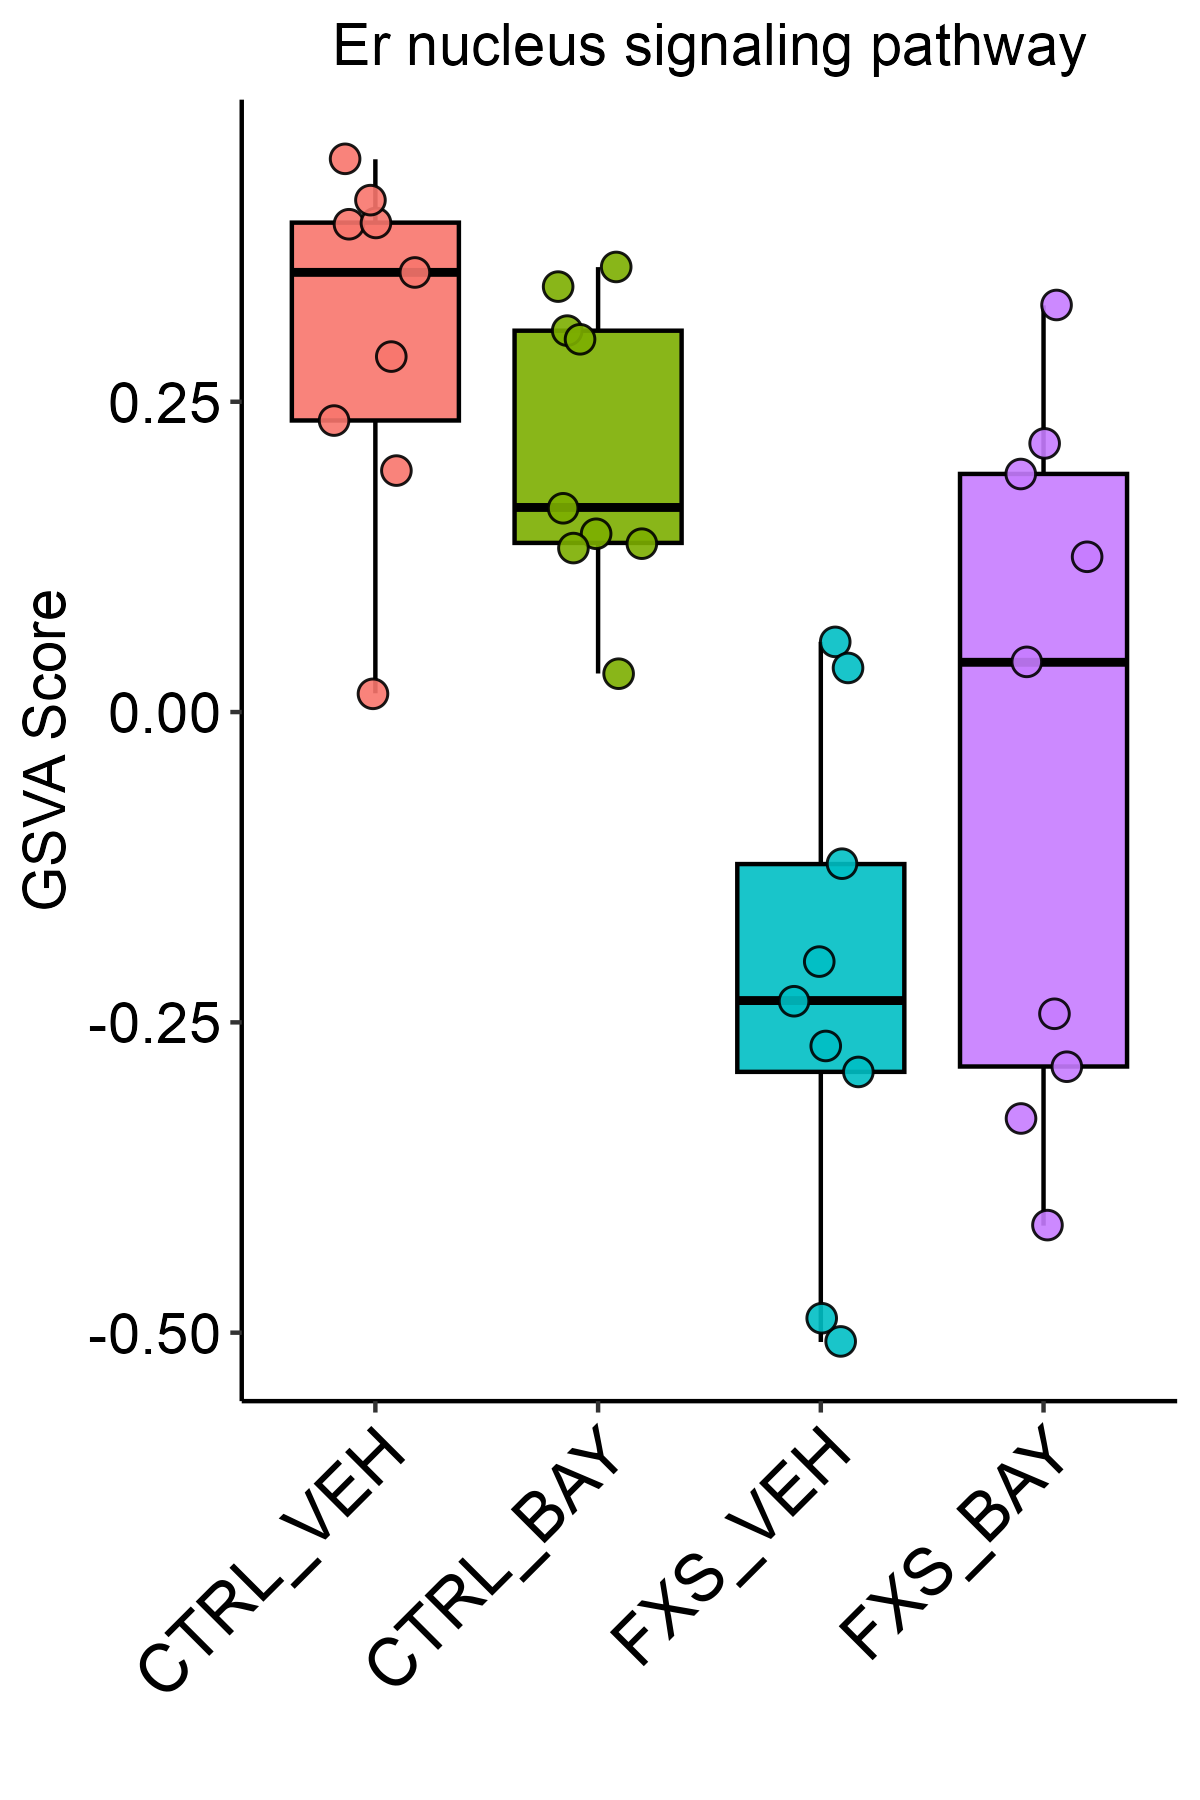 Er nucleus signaling pathway
GSVA Score
0.25
0.00
-0.25
-0.50
CTRL_VEH
CTRL_BAY
FXS_VEH
FXS_BAY